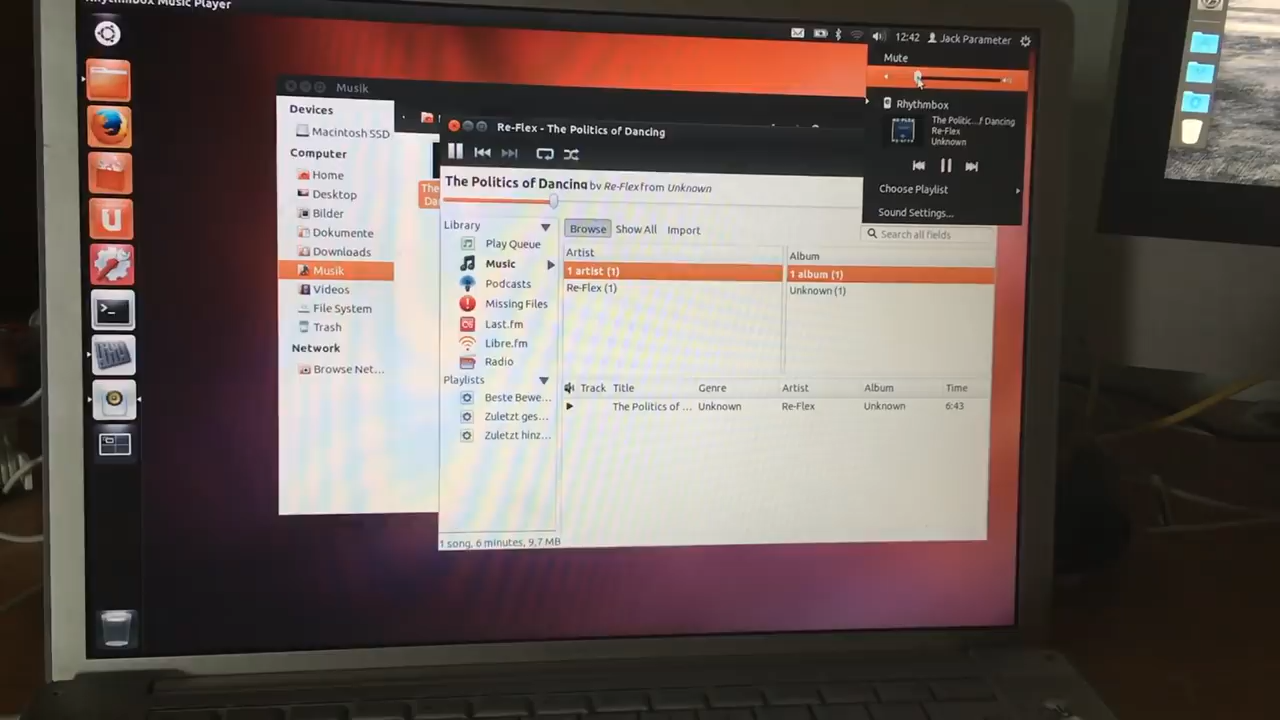 Rhythmbox Music Player
12:42
Jack Parameter
Musik
Devices
Macintosh SSD
Computer
Home
Desktop
Bilder
Dokumente
Downloads
Musik
Videos
File System
Trash
Network
Browse Net...
Re-Flex - The Politics of Dancing
The Politics of Dancing by Re-Flex from Unknown
Library
Play Queue
Music
Podcasts
Missing Files
Last.fm
Libre.fm
Radio
Playlists
Beste Bewe...
Zuletzt ges...
Zuletzt hinz...
1 song, 6 minutes, 9,7 MB
Browse Show All Import
Search all fields
Artist
1 artist (1)
Re-Flex (1)
Album
1 album (1)
Unknown (1)
Track Title Genre Artist Album Time
The Politics of ... Unknown Re-Flex Unknown 6:43
Mute
Rhythmbox
The Politic...f Dancing
Re-Flex
Unknown
Choose Playlist
Sound Settings...